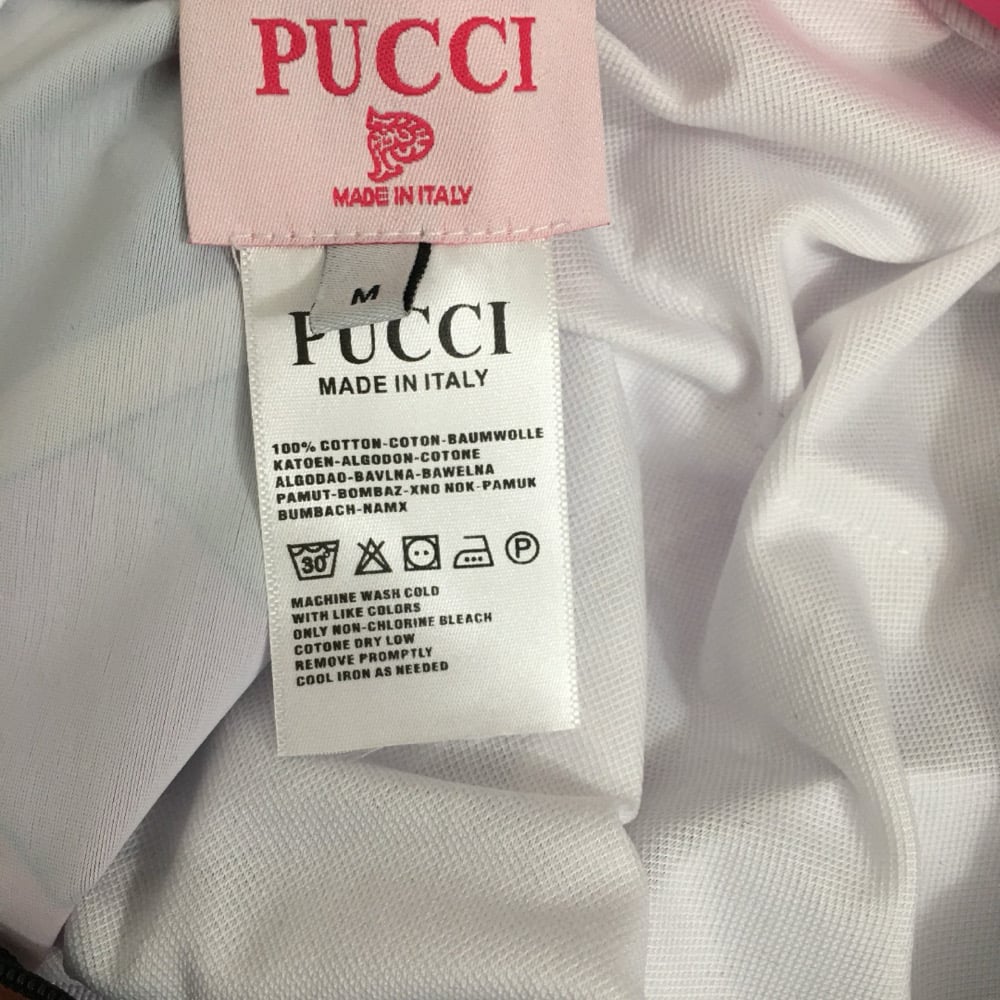 PUCCI
MADE IN ITALY
M
PUCCI
MADE IN ITALY
100% COTTON-COTON-BAUMWOLLE
KATOEN-ALGODON-COTONE
ALGODAO-BAVLNA-BAWELNA
PAMUT-BOMBAZ-XNO NOK-PAMUK
BUMBACH-NAMX
30° P
MACHINE WASH COLD
WITH LIKE COLORS
ONLY NON-CHLORINE BLEACH
COTONE DRY LOW
REMOVE PROMPTLY
COOL IRON AS NEEDED